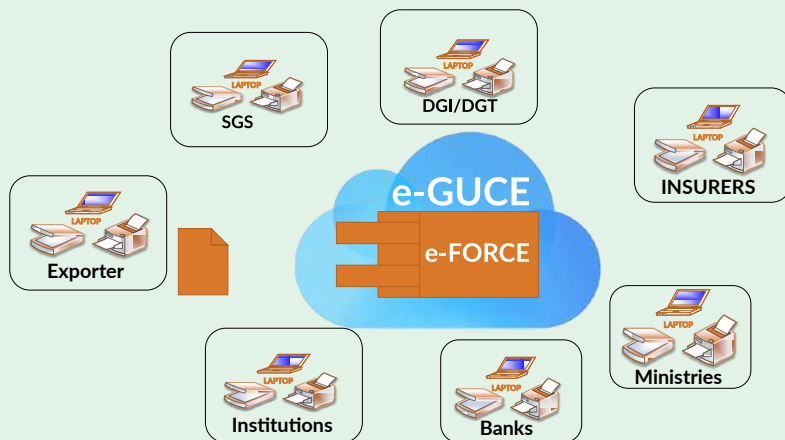 LAPTOP
SGS
LAPTOP
DGI/DGT
LAPTOP
INSURERS
e-GUCE
e-FORCE
LAPTOP
Exporter
LAPTOP
Ministries
LAPTOP
Institutions
LAPTOP
Banks